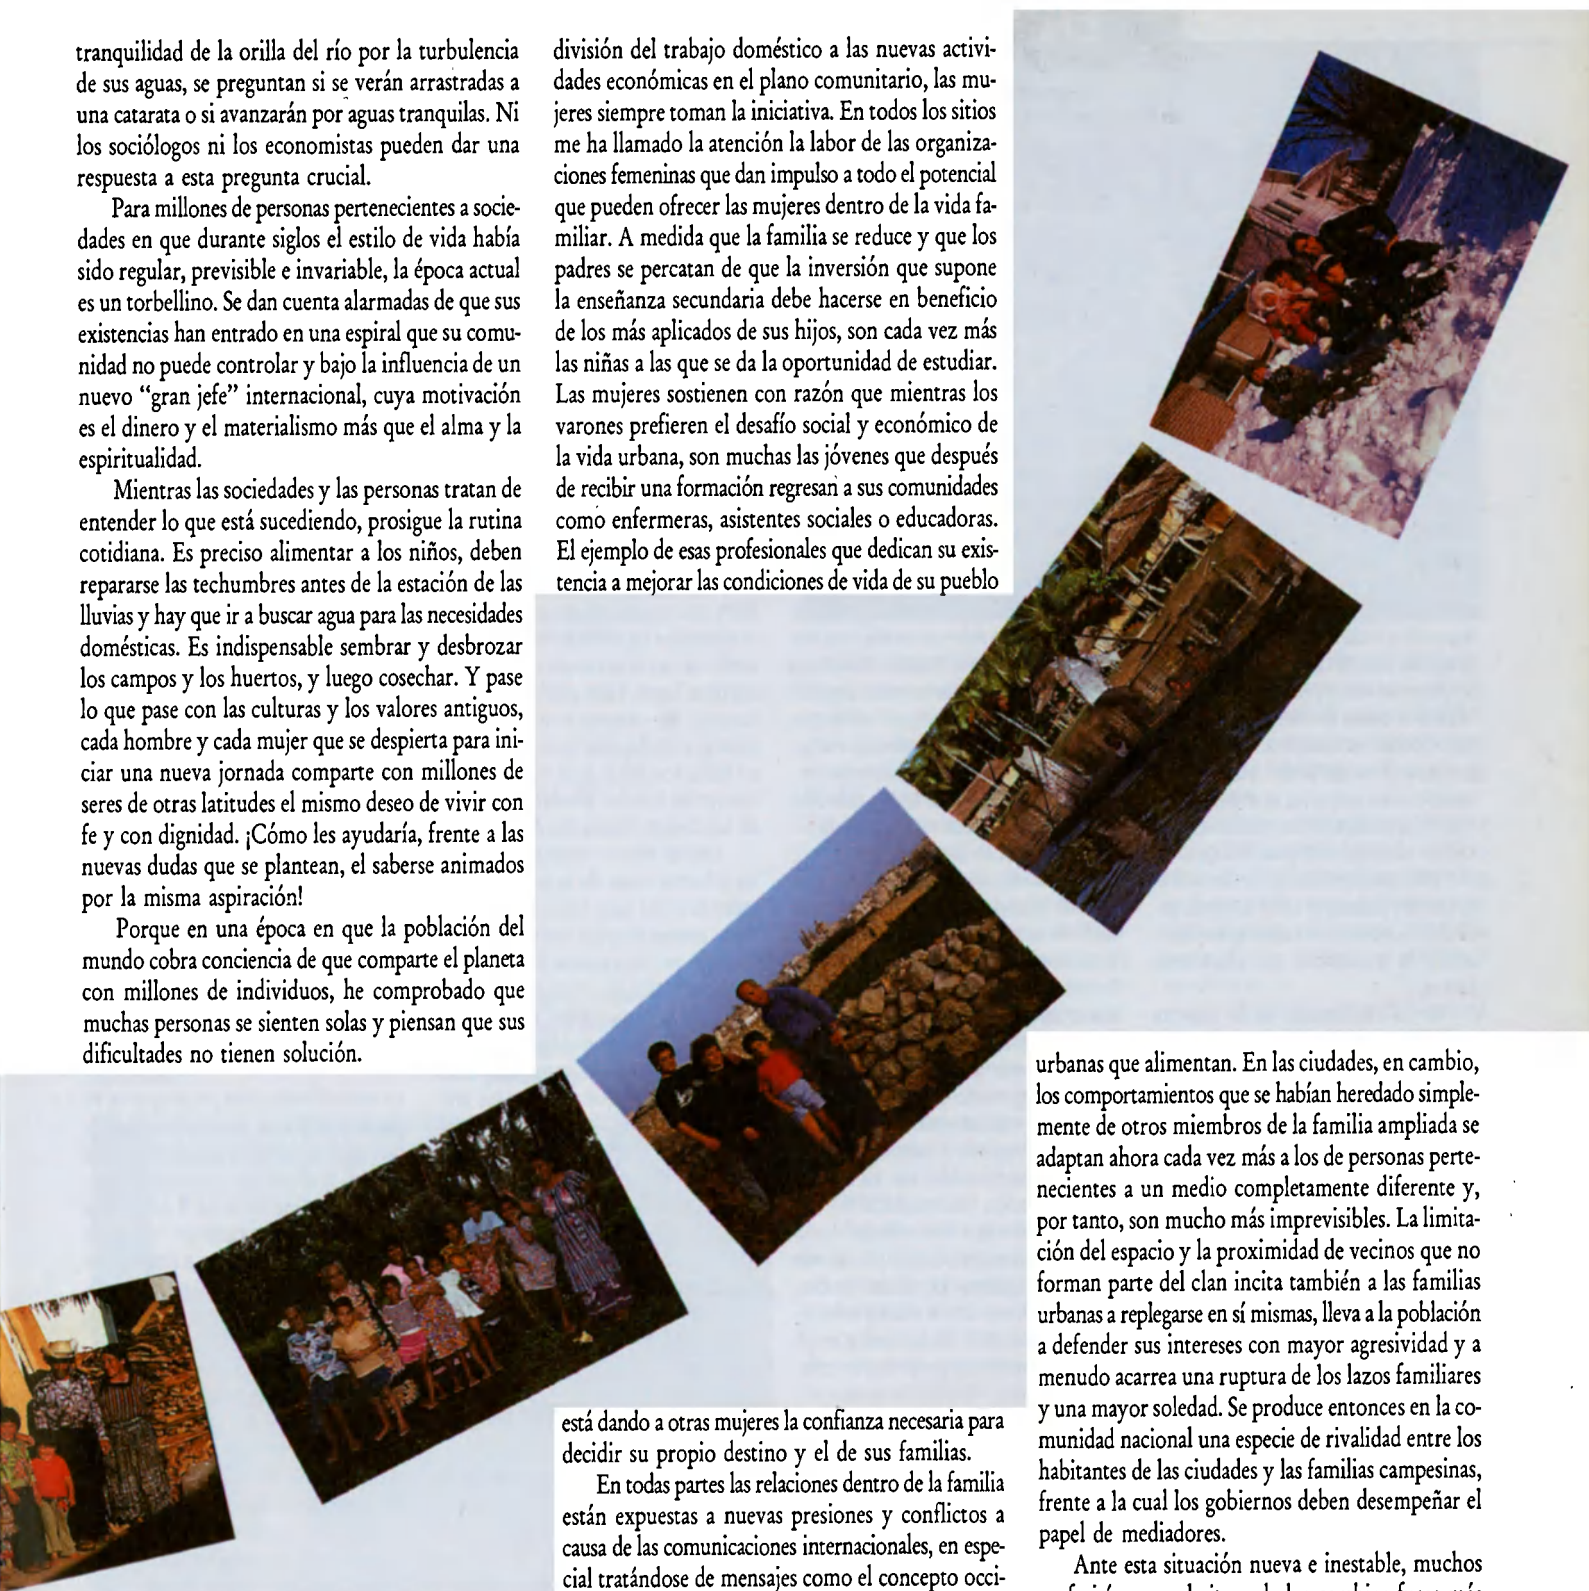 tranquilidad de la orilla del río por la turbulencia
de sus aguas, se preguntan si se verán arrastradas a
una catarata o si avanzarán por aguas tranquilas. Ni
los sociólogos ni los economistas pueden dar una
respuesta a esta pregunta crucial.
Para millones de personas pertenecientes a socie-
dades en que durante siglos el estilo de vida había
sido regular, previsible e invariable, la época actual
es un torbellino. Se dan cuenta alarmadas de que sus
existencias han entrado en una espiral que su comu-
nidad no puede controlar y bajo la influencia de un
nuevo “gran jefe” internacional, cuya motivación
es el dinero y el materialismo más que el alma y la
espiritualidad.
Mientras las sociedades y las personas tratan de
entender lo que está sucediendo, prosigue la rutina
cotidiana. Es preciso alimentar a los niños, deben
repararse las techumbres antes de la estación de las
lluvias y hay que ir a buscar agua para las necesidades
domésticas. Es indispensable sembrar y desbrozar
los campos y los huertos, y luego cosechar. Y pase
lo que pase con las culturas y los valores antiguos,
cada hombre y cada mujer que se despierta para ini-
ciar una nueva jornada comparte con millones de
seres de otras latitudes el mismo deseo de vivir con
fe y con dignidad. ¡Cómo les ayudaría, frente a las
nuevas dudas que se plantean, el saberse animados
por la misma aspiración!
Porque en una época en que la población del
mundo cobra conciencia de que comparte el planeta
con millones de individuos, he comprobado que
muchas personas se sienten solas y piensan que sus
dificultades no tienen solución.
división del trabajo doméstico a las nuevas activi-
dades económicas en el plano comunitario, las mu-
jeres siempre toman la iniciativa. En todos los sitios
me ha llamado la atención la labor de las organiza-
ciones femeninas que dan impulso a todo el potencial
que pueden ofrecer las mujeres dentro de la vida fa-
miliar. A medida que la familia se reduce y que los
padres se percatan de que la inversión que supone
la enseñanza secundaria debe hacerse en beneficio
de los más aplicados de sus hijos, son cada vez más
las niñas a las que se da la oportunidad de estudiar.
Las mujeres sostienen con razón que mientras los
varones prefieren el desafío social y económico de
la vida urbana, son muchas las jóvenes que después
de recibir una formación regresan a sus comunidades
como enfermeras, asistentes sociales o educadoras.
El ejemplo de esas profesionales que dedican su exis-
tencia a mejorar las condiciones de vida de su pueblo
está dando a otras mujeres la confianza necesaria para
decidir su propio destino y el de sus familias.
En todas partes las relaciones dentro de la familia
están expuestas a nuevas presiones y conflictos a
causa de las comunicaciones internacionales, en espe-
cial tratándose de mensajes como el concepto occi-
urbanas que alimentan. En las ciudades, en cambio,
los comportamientos que se habían heredado simple-
mente de otros miembros de la familia ampliada se
adaptan ahora cada vez más a los de personas perte-
necientes a un medio completamente diferente y,
por tanto, son mucho más imprevisibles. La limita-
ción del espacio y la proximidad de vecinos que no
forman parte del clan incita también a las familias
urbanas a replegarse en sí mismas, lleva a la población
a defender sus intereses con mayor agresividad y a
menudo acarrea una ruptura de los lazos familiares
y una mayor soledad. Se produce entonces en la co-
munidad nacional una especie de rivalidad entre los
habitantes de las ciudades y las familias campesinas,
frente a la cual los gobiernos deben desempeñar el
papel de mediadores.
Ante esta situación nueva e inestable, muchos